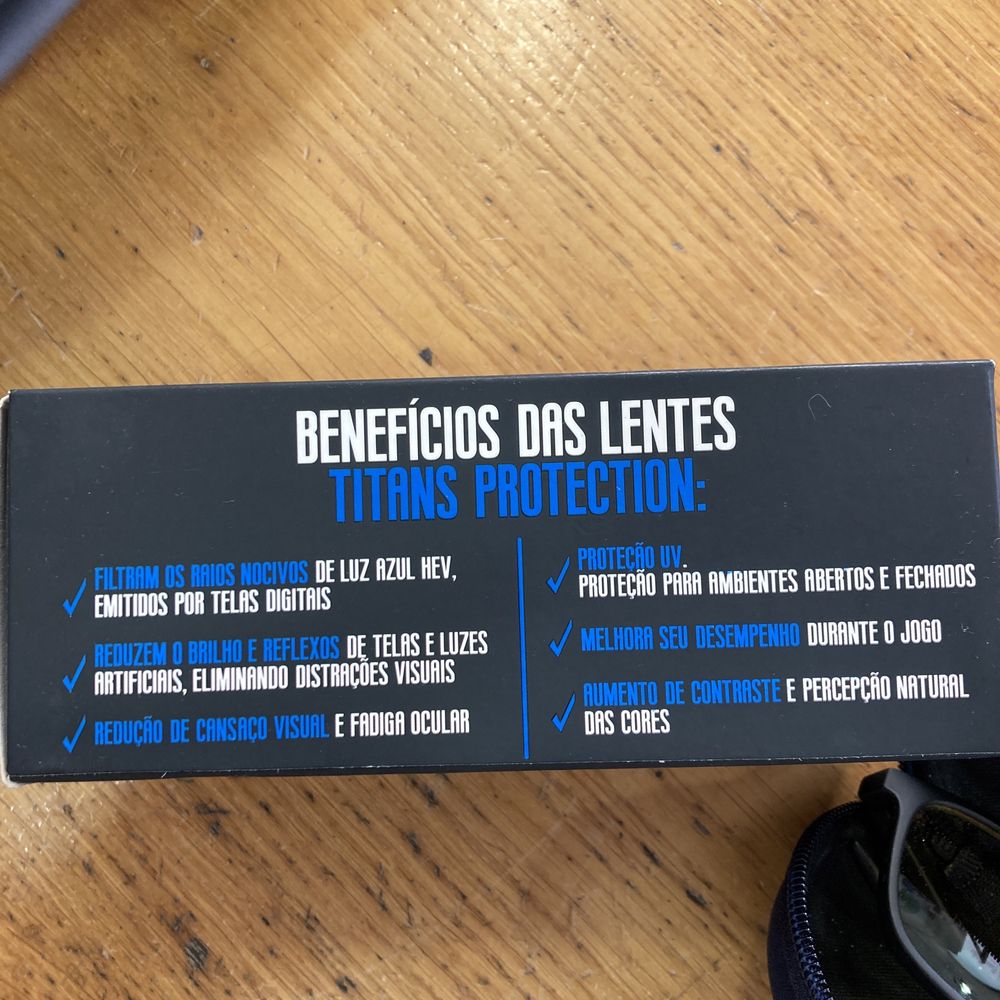 BENEFÍCIOS DAS LENTES
TITANS PROTECTION:
FILTRAM OS RAIOS NOCIVOS DE LUZ AZUL HEV,
EMITIDOS POR TELAS DIGITAIS
REDUZEM O BRILHO E REFLEXOS DE TELAS E LUZES
ARTIFICIAIS, ELIMINANDO DISTRAÇÕES VISUAIS
REDUÇÃO DE CANSAÇO VISUAL E FADIGA OCULAR
PROTEÇÃO UV.
PROTEÇÃO PARA AMBIENTES ABERTOS E FECHADOS
MELHORA SEU DESEMPENHO DURANTE O JOGO
AUMENTO DE CONTRASTE E PERCEPÇÃO NATURAL
DAS CORES